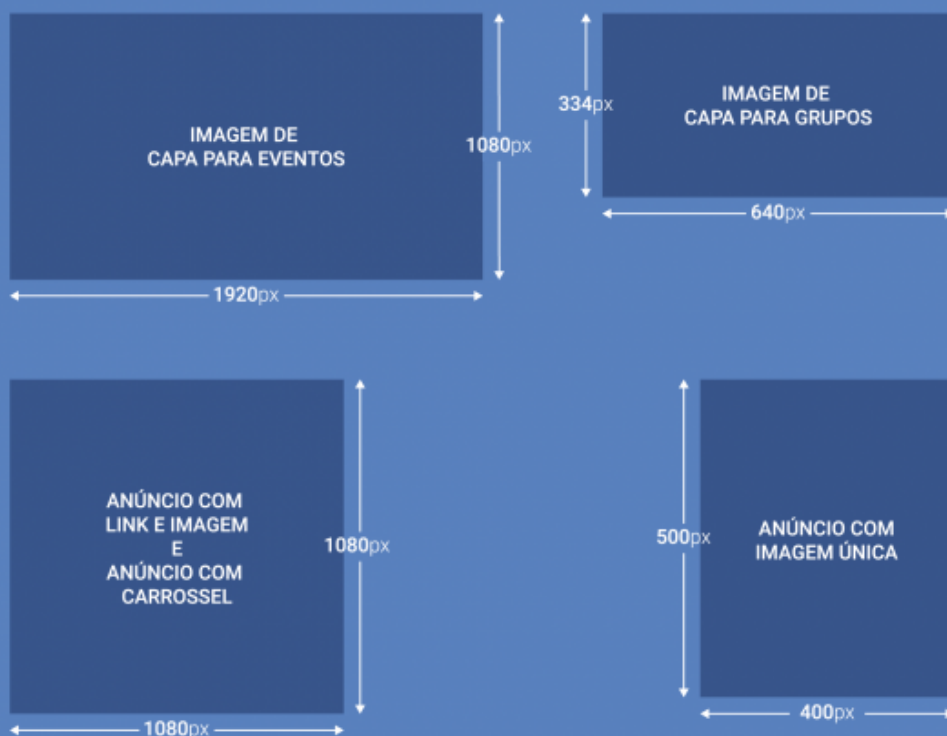 IMAGEM DE
CAPA PARA EVENTOS
1080px
1920px
334px
IMAGEM DE
CAPA PARA GRUPOS
640px
ANÚNCIO COM
LINK E IMAGEM
E
ANÚNCIO COM
CARROSSEL
1080px
1080px
500px
ANÚNCIO COM
IMAGEM ÚNICA
400px